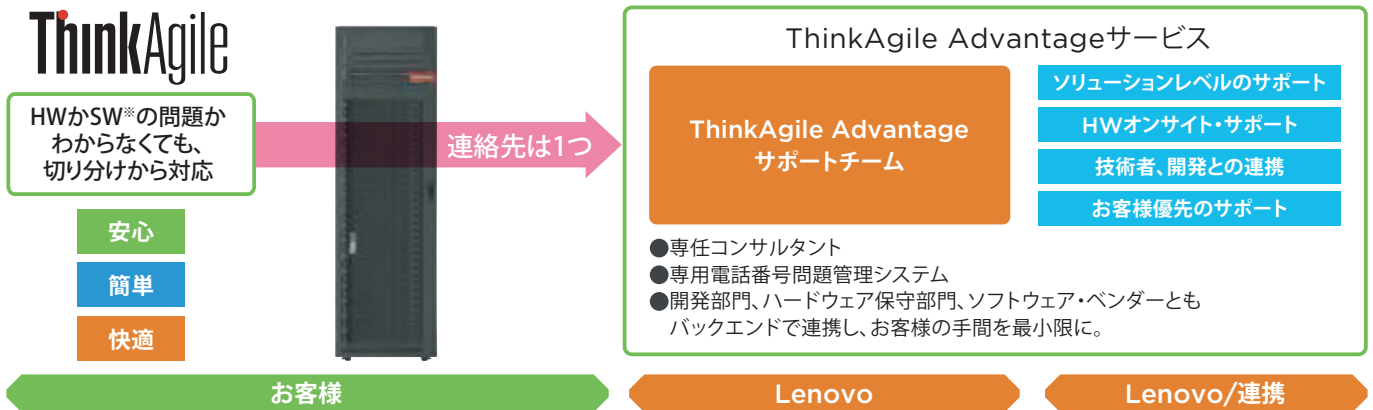 ThinkAgile
HWかSW※の問題か
わからなくても、
切り分けから対応
安心
簡単
快適
連絡先は1つ
ThinkAgile Advantageサービス
ThinkAgile Advantage
サポートチーム
ソリューションレベルのサポート
HWオンサイト・サポート
技術者、開発との連携
お客様優先のサポート
●専任コンサルタント
●専用電話番号問題管理システム
●開発部門、ハードウェア保守部門、ソフトウェア・ベンダーとも
バックエンドで連携し、お客様の手間を最小限に。
お客様
Lenovo
Lenovo/連携